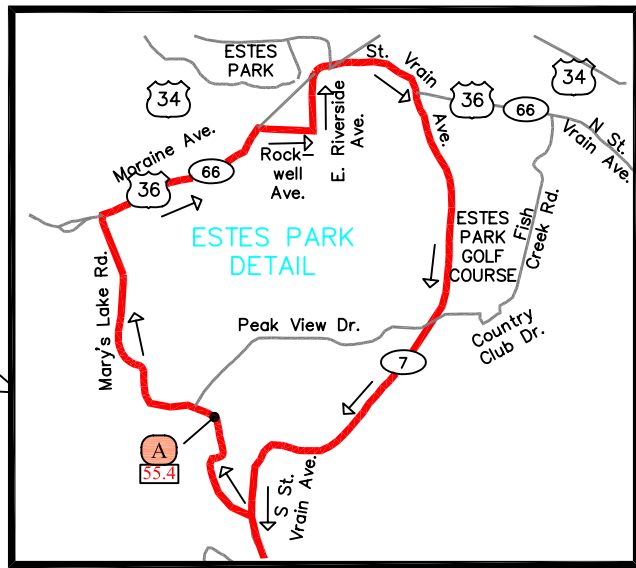 ESTES
PARK
St.
Vrain
Ave.
34
34
36
66
N St.
Vrain Ave.
Moraine Ave.
Rock-
well
Ave.
E. Riverside
Ave.
66
36
ESTES PARK
DETAIL
ESTES
PARK
GOLF
COURSE
Fish
Creek Rd.
Mary's Lake Rd.
Peak View Dr.
Country
Club Dr.
7
A
55.4
S St.
Vrain Ave.